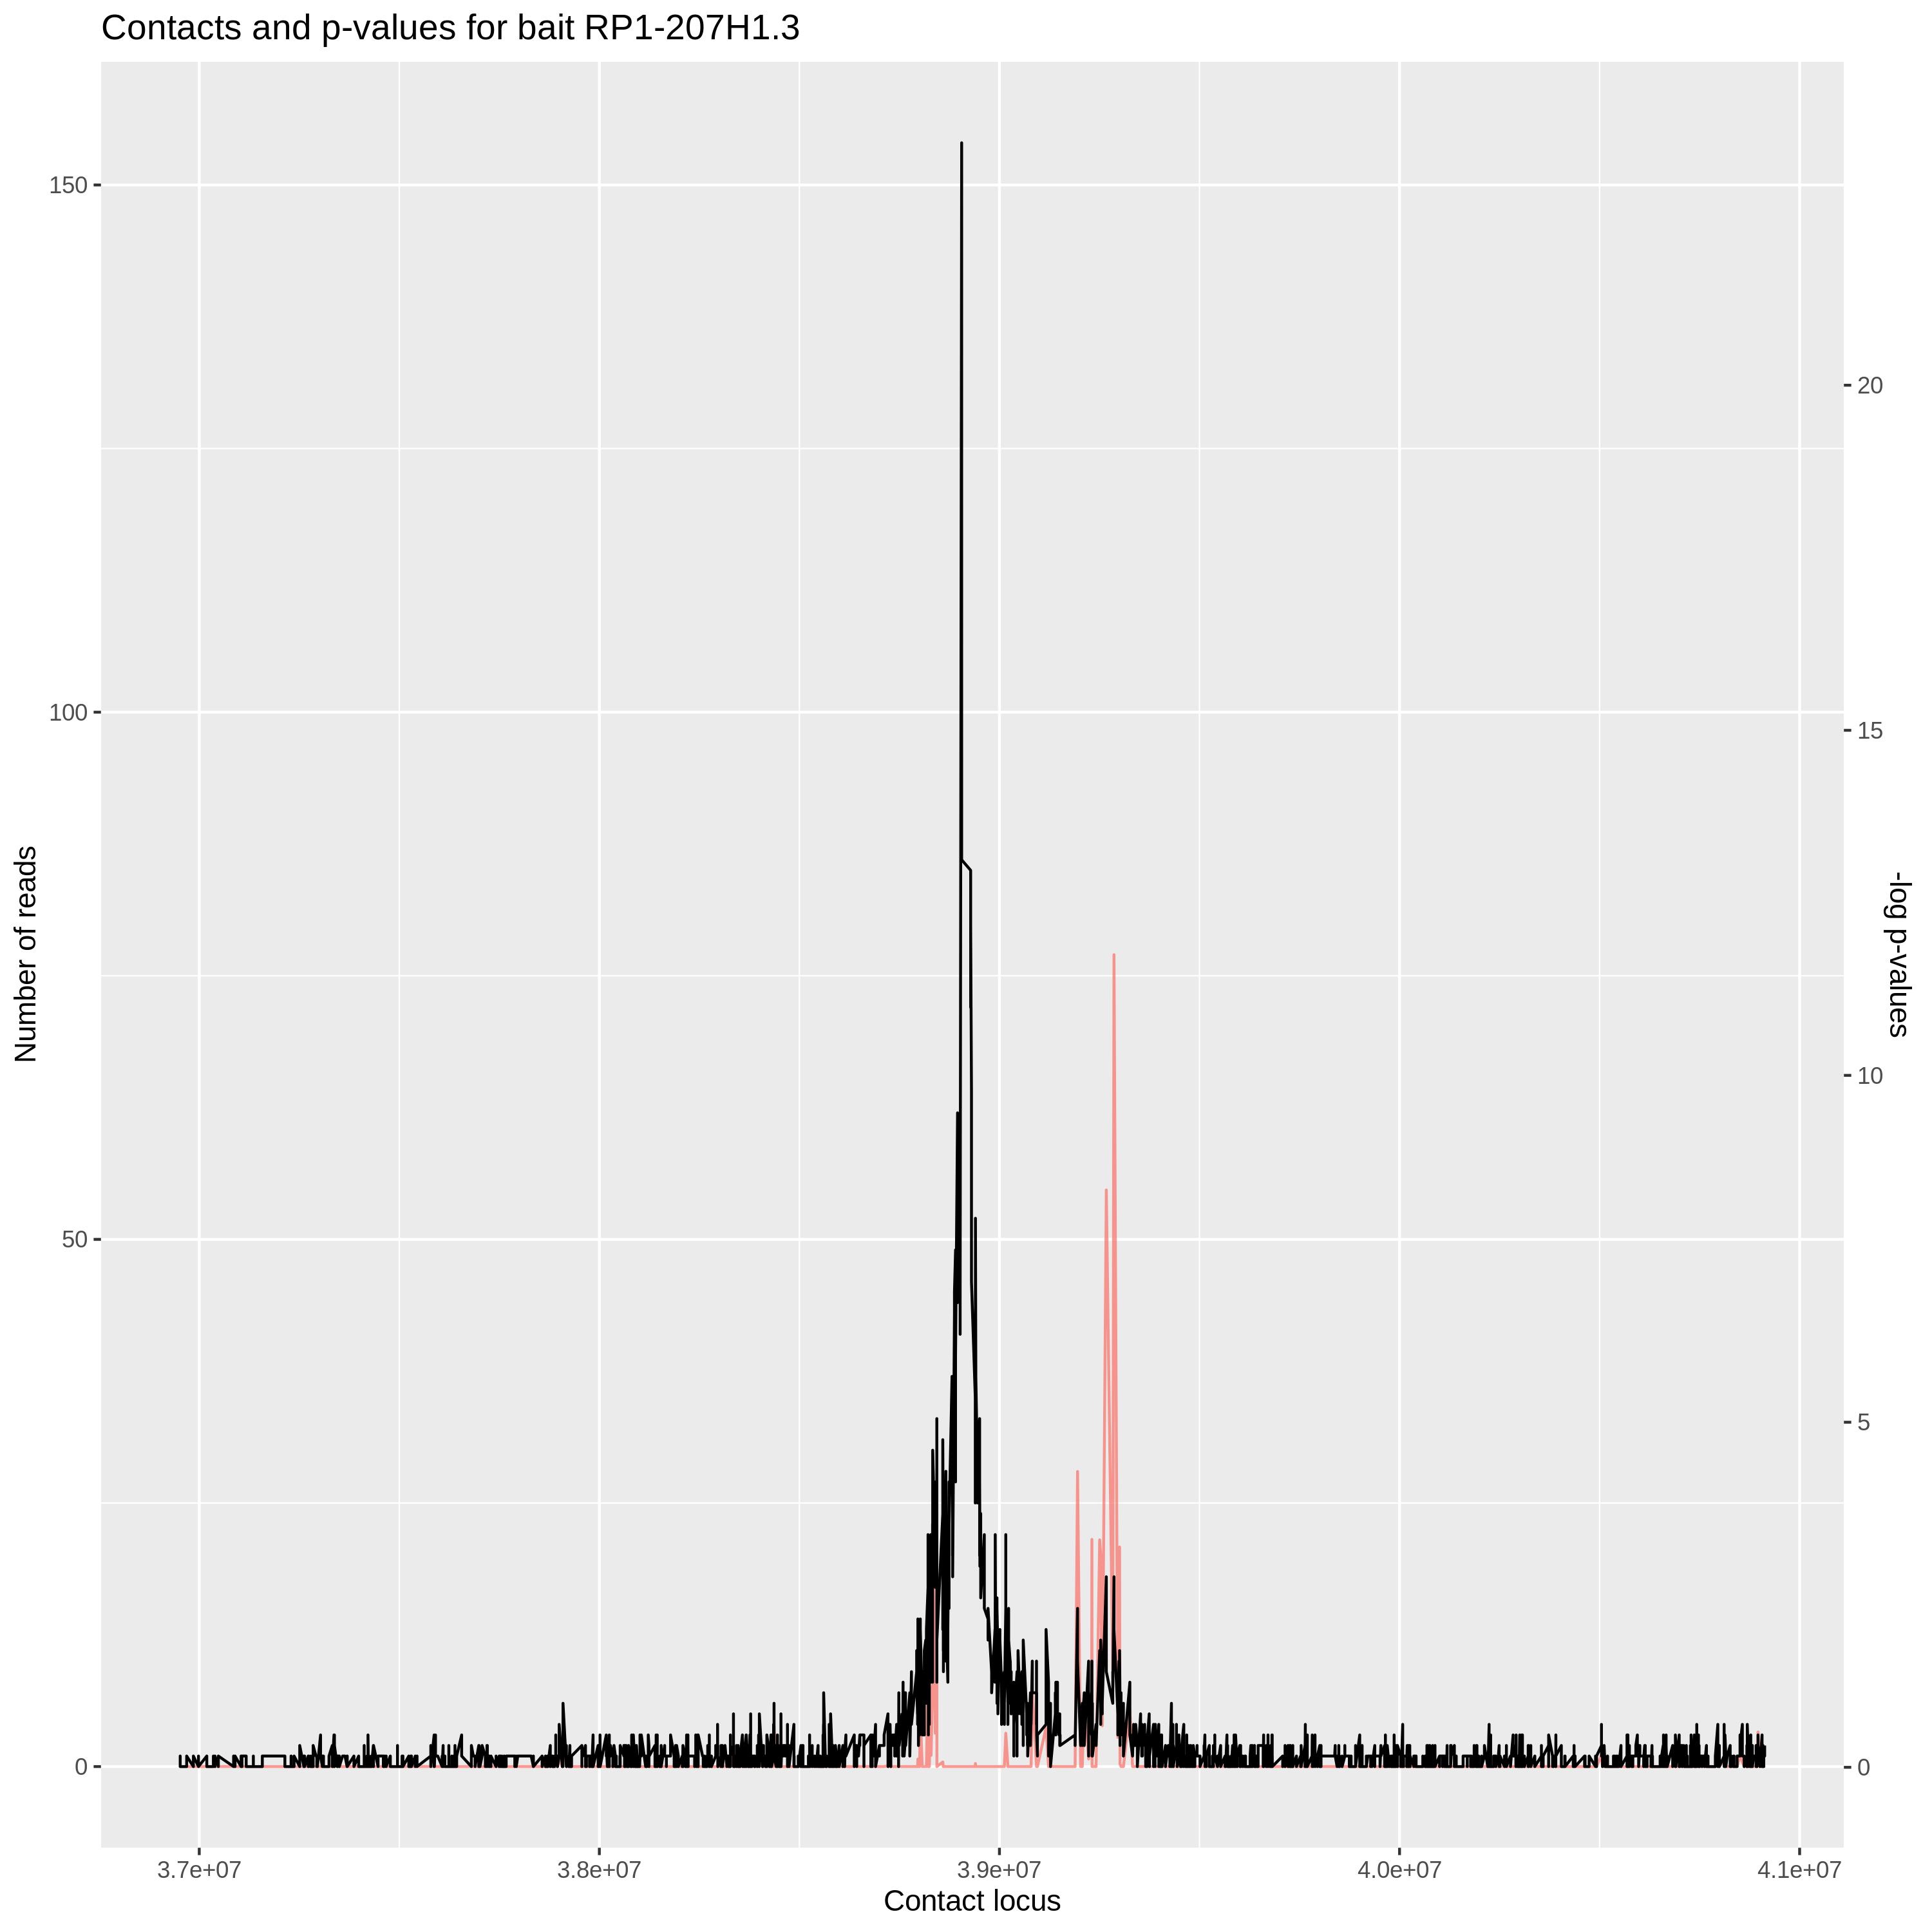 Contacts and p-values for bait RP1-207H1.3
150
100
50
0
Number of reads
20
15
10
5
0
-log p-values
3.7e+07
3.8e+07
3.9e+07
4.0e+07
4.1e+07
Contact locus